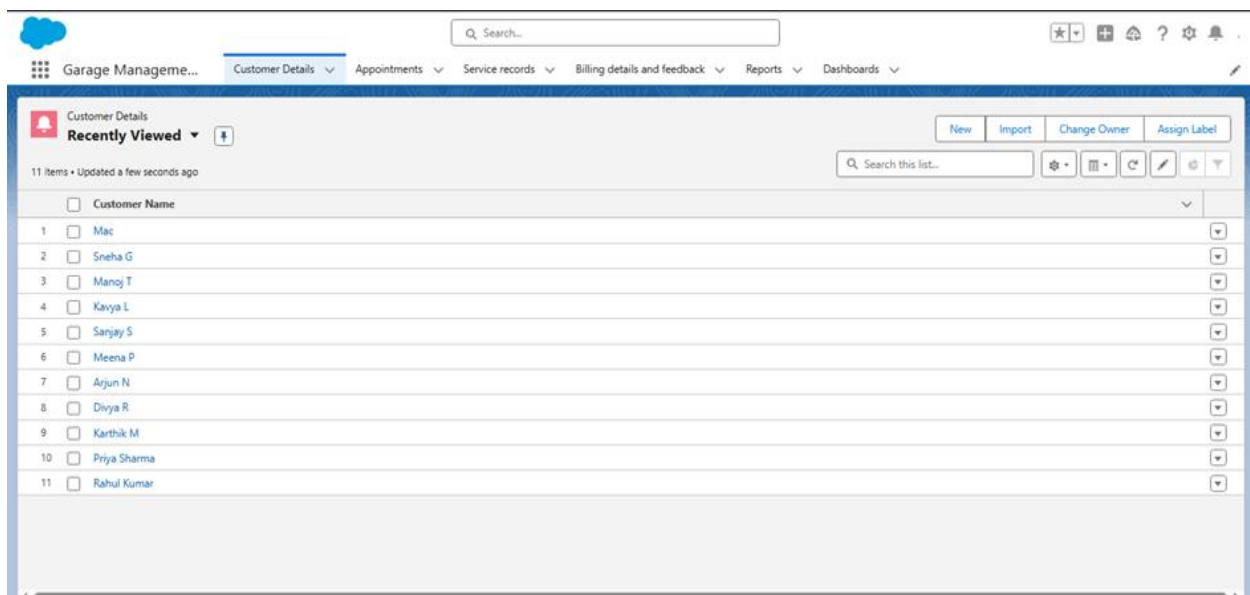 Search...
Garage Manageme... Customer Details Appointments Service records Billing details and feedback Reports Dashboards
Customer Details
Recently Viewed
New Import Change Owner Assign Label
11 items • Updated a few seconds ago
Search this list...
Customer Name
1 Mac
2 Sneha G
3 Manoj T
4 Kavya L
5 Sanjay S
6 Meena P
7 Arjun N
8 Divya R
9 Karthik M
10 Priya Sharma
11 Rahul Kumar